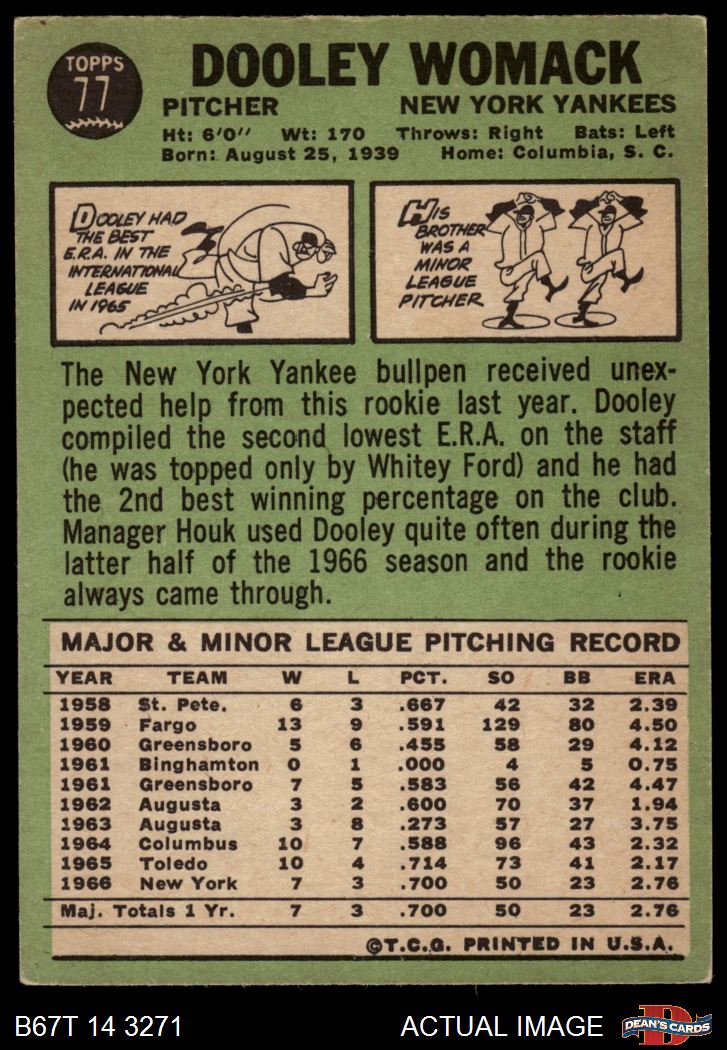 TOPPS
77
DOOLEY WOMACK
PITCHER NEW YORK YANKEES
Ht: 6'0" Wt: 170 Throws: Right Bats: Left
Born: August 25, 1939 Home: Columbia, S. C.
DOOLEY HAD
THE BEST
E.R.A. IN THE
INTERNATIONAL
LEAGUE
IN 1965
HIS
BROTHER
WAS A
MINOR
LEAGUE
PITCHER
The New York Yankee bullpen received unex-
pected help from this rookie last year. Dooley
compiled the second lowest E.R.A. on the staff
(he was topped only by Whitey Ford) and he had
the 2nd best winning percentage on the club.
Manager Houk used Dooley quite often during the
latter half of the 1966 season and the rookie
always came through.
MAJOR & MINOR LEAGUE PITCHING RECORD
YEAR TEAM W L PCT. SO BB ERA
1958 St. Pete. 6 3 .667 42 32 2.39
1959 Fargo 13 9 .591 129 80 4.50
1960 Greensboro 5 6 .455 58 29 4.12
1961 Binghamton 0 1 .000 4 5 0.75
1961 Greensboro 7 5 .583 56 42 4.47
1962 Augusta 3 2 .600 70 37 1.94
1963 Augusta 3 8 .273 57 27 3.75
1964 Columbus 10 7 .588 96 43 2.32
1965 Toledo 10 4 .714 73 41 2.17
1966 New York 7 3 .700 50 23 2.76
Maj. Totals 1 Yr. 7 3 .700 50 23 2.76
©T.C.G. PRINTED IN U.S.A.
B67T 14 3271 ACTUAL IMAGE
D
DEAN'S CARDS